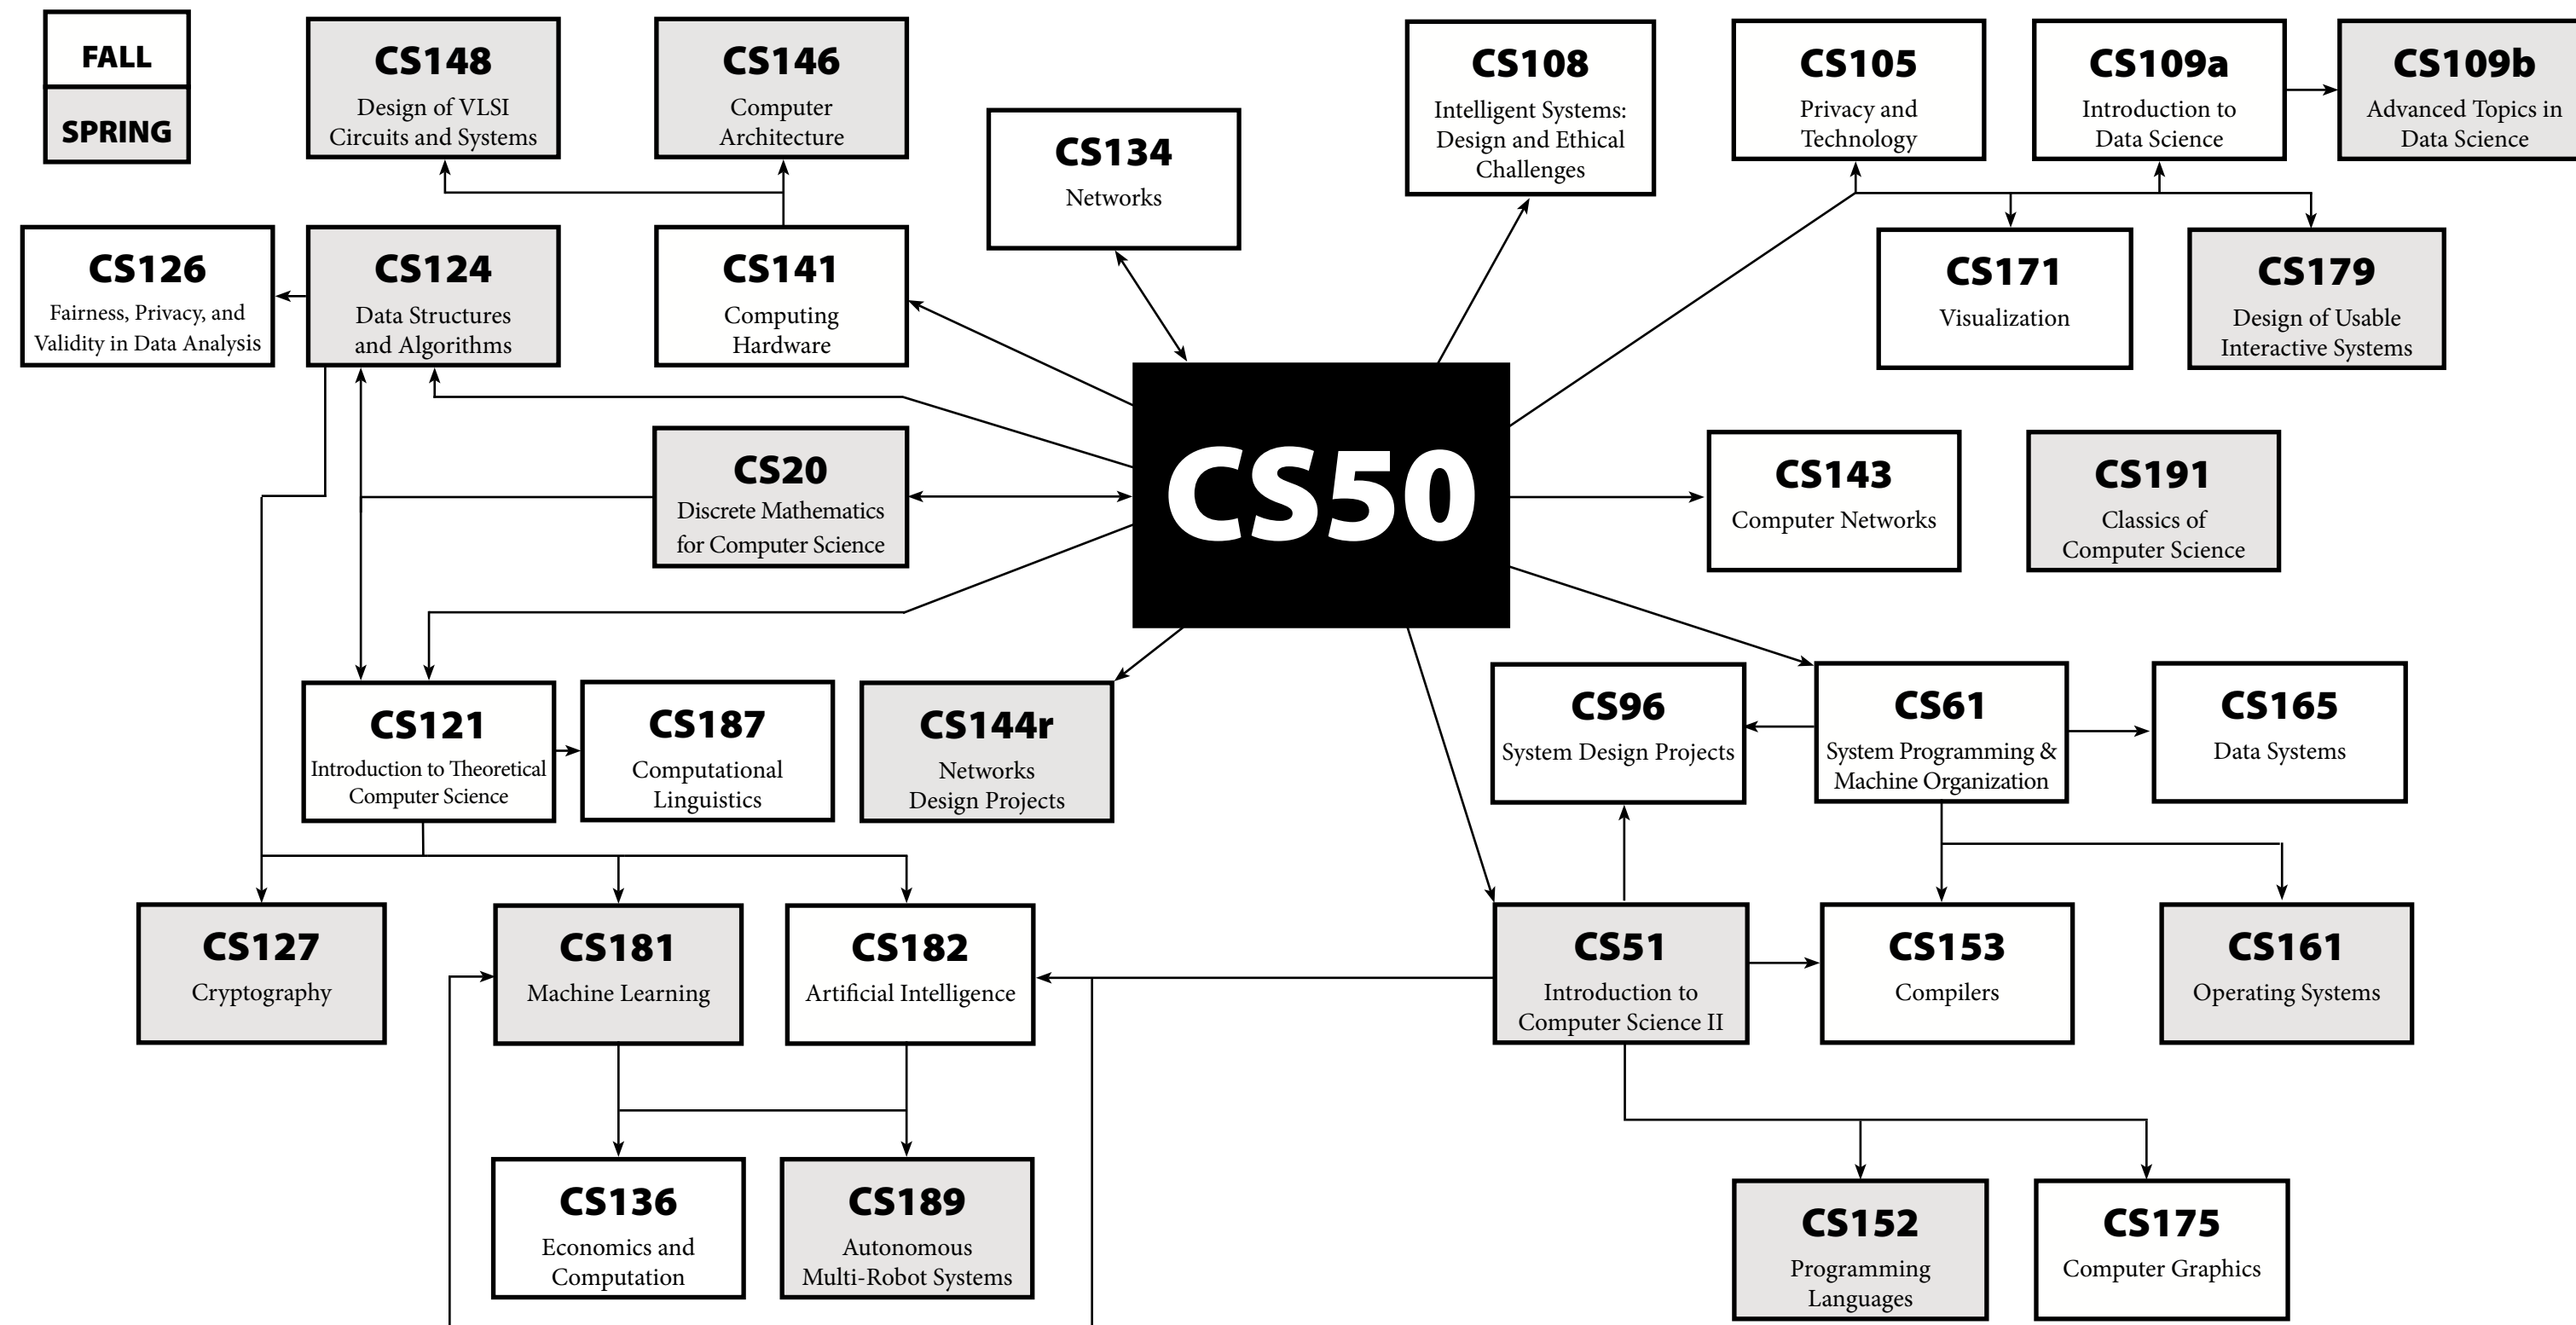 FALL
SPRING
CS148
Design of VLSI
Circuits and Systems
CS146
Computer
Architecture
CS134
Networks
CS108
Intelligent Systems:
Design and Ethical
Challenges
CS105
Privacy and
Technology
CS109a
Introduction to
Data Science
CS109b
Advanced Topics in
Data Science
CS126
Fairness, Privacy, and
Validity in Data Analysis
CS124
Data Structures
and Algorithms
CS141
Computing
Hardware
CS171
Visualization
CS179
Design of Usable
Interactive Systems
CS20
Discrete Mathematics
for Computer Science
CS50
CS143
Computer Networks
CS191
Classics of
Computer Science
CS121
Introduction to Theoretical
Computer Science
CS187
Computational
Linguistics
CS144r
Networks
Design Projects
CS96
System Design Projects
CS61
System Programming &
Machine Organization
CS165
Data Systems
CS127
Cryptography
CS181
Machine Learning
CS182
Artificial Intelligence
CS51
Introduction to
Computer Science II
CS153
Compilers
CS161
Operating Systems
CS136
Economics and
Computation
CS189
Autonomous
Multi-Robot Systems
CS152
Programming
Languages
CS175
Computer Graphics